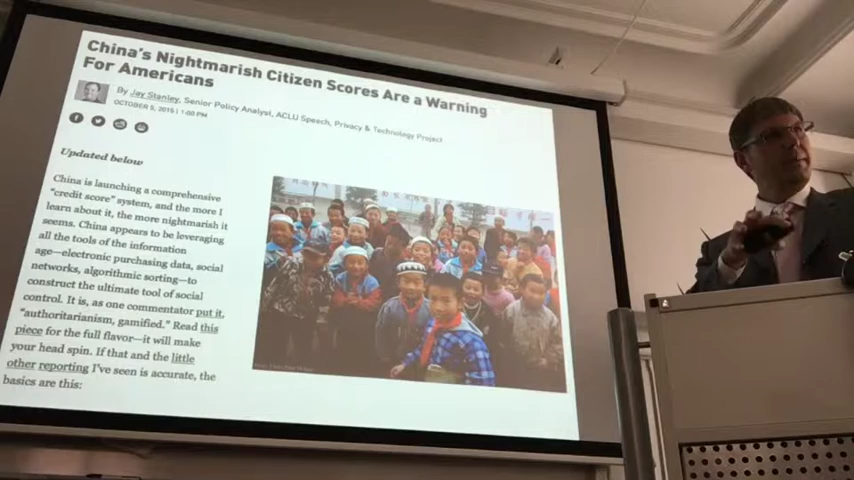 China's Nightmarish Citizen Scores Are a Warning
For Americans
By Jay Stanley, Senior Policy Analyst, ACLU Speech, Privacy & Technology Project
OCTOBER 5, 2015 | 1:00 PM
Updated below
China is launching a comprehensive
"credit score" system, and the more I
learn about it, the more nightmarish it
seems. China appears to be leveraging
all the tools of the information
age—electronic purchasing data, social
networks, algorithmic sorting—to
construct the ultimate tool of social
control. It is, as one commentator put it,
"authoritarianism, gamified." Read this
piece for the full flavor—it will make
your head spin. If that and the little
other reporting I've seen is accurate, the
basics are this: